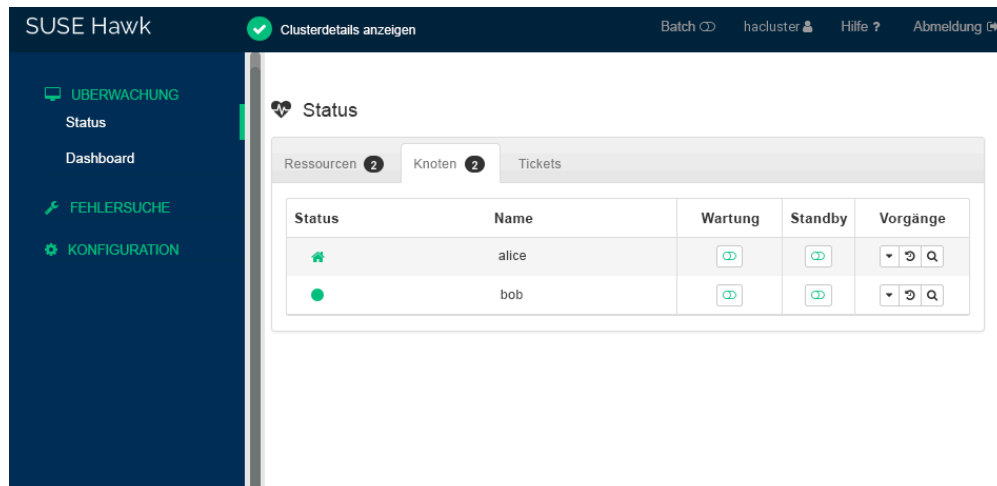 SUSE Hawk
Clusterdetails anzeigen
Batch hacluster Hilfe ? Abmeldung
ÜBERWACHUNG
Status
Dashboard
FEHLERSUCHE
KONFIGURATION
Status
Ressourcen 2 Knoten 2 Tickets
Status Name Wartung Standby Vorgänge
alice
bob